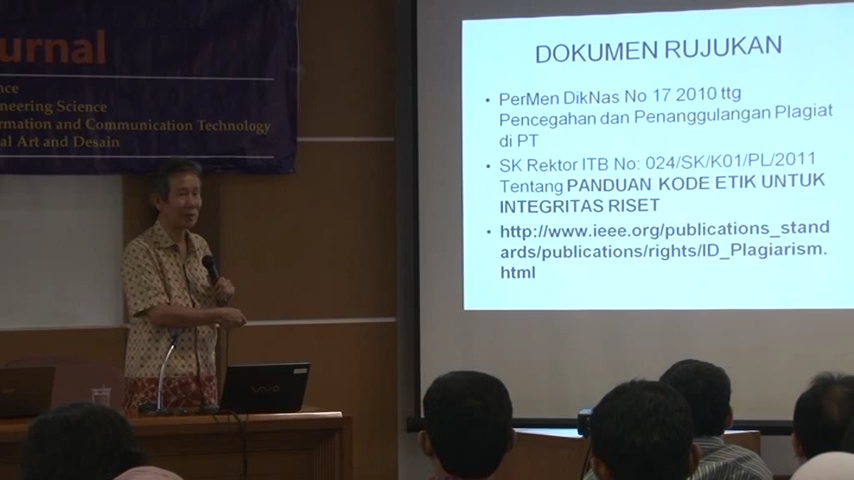 urnal
nce
neering Science
ormation and Communication Technology
al Art and Desain
DOKUMEN RUJUKAN
• PerMen DikNas No 17 2010 ttg
Pencegahan dan Penanggulangan Plagiat
di PT
• SK Rektor ITB No: 024/SK/K01/PL/2011
Tentang PANDUAN KODE ETIK UNTUK
INTEGRITAS RISET
• http://www.ieee.org/publications_stand
ards/publications/rights/ID_Plagiarism.
html
VAIO